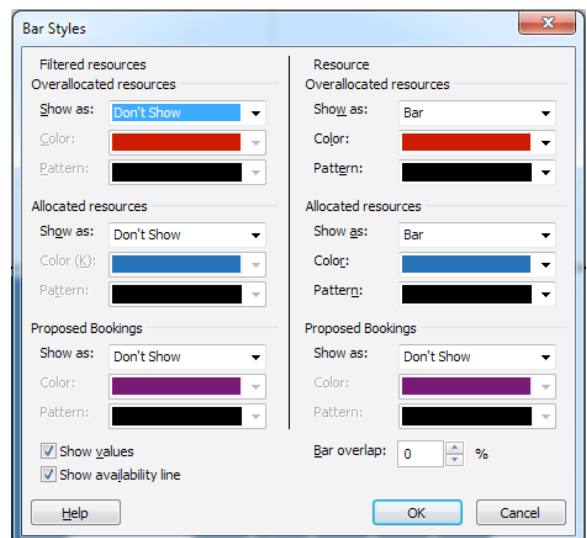 Bar Styles
Filtered resources
Overallocated resources
Show as: Don't Show
Color:
Pattern:
Allocated resources
Show as: Don't Show
Color (K):
Pattern:
Proposed Bookings
Show as: Don't Show
Color:
Pattern:
Show values
Show availability line
Resource
Overallocated resources
Show as: Bar
Color:
Pattern:
Allocated resources
Show as: Bar
Color:
Pattern:
Proposed Bookings
Show as: Don't Show
Color:
Pattern:
Bar overlap: 0 %
Help
OK
Cancel